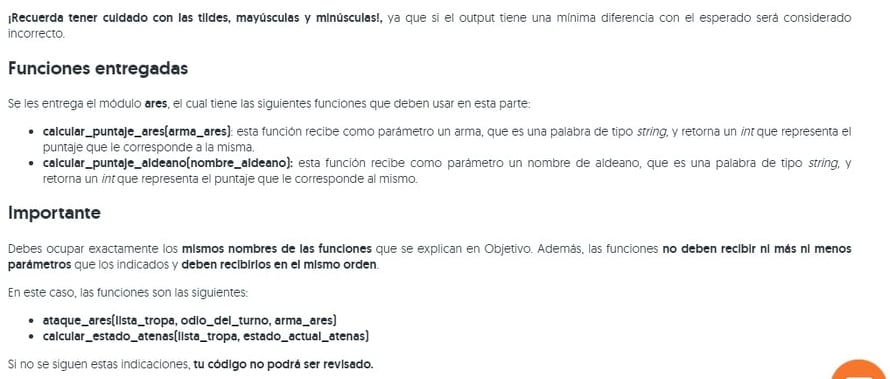 ¡Recuerda tener cuidado con las tildes, mayúsculas y minúsculas!, ya que si el output tiene una mínima diferencia con el esperado será considerado
incorrecto.
Funciones entregadas
Se les entrega el módulo ares, el cual tiene las siguientes funciones que deben usar en esta parte:
• calcular_puntaje_ares(arma_ares): esta función recibe como parámetro un arma, que es una palabra de tipo string, y retorna un int que representa el
puntaje que le corresponde a la misma.
• calcular_puntaje_aldeano(nombre_aldeano): esta función recibe como parámetro un nombre de aldeano, que es una palabra de tipo string, y
retorna un int que representa el puntaje que le corresponde al mismo.
Importante
Debes ocupar exactamente los mismos nombres de las funciones que se explican en Objetivo. Además, las funciones no deben recibir ni más ni menos
parámetros que los indicados y deben recibirlos en el mismo orden.
En este caso, las funciones son las siguientes:
• ataque_ares(lista_tropa, odio_del_turno, arma_ares)
• calcular_estado_atenas(lista_tropa, estado_actual_atenas)
Si no se siguen estas indicaciones, tu código no podrá ser revisado.